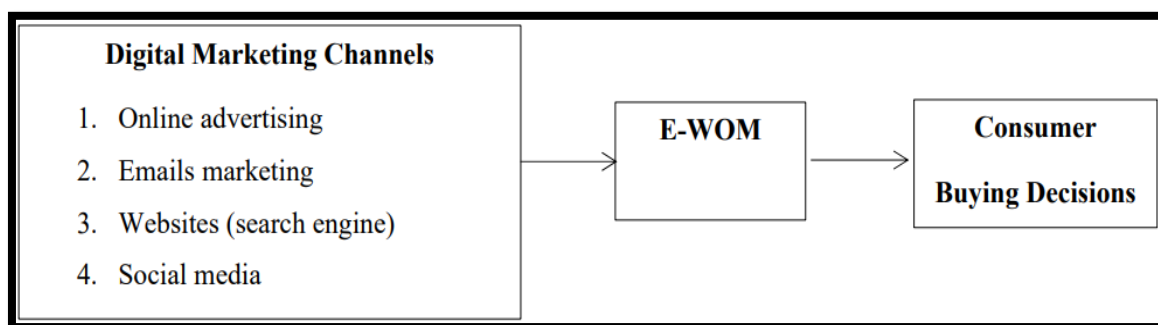 Digital Marketing Channels
1. Online advertising
2. Emails marketing
3. Websites (search engine)
4. Social media
E-WOM
Consumer
Buying Decisions